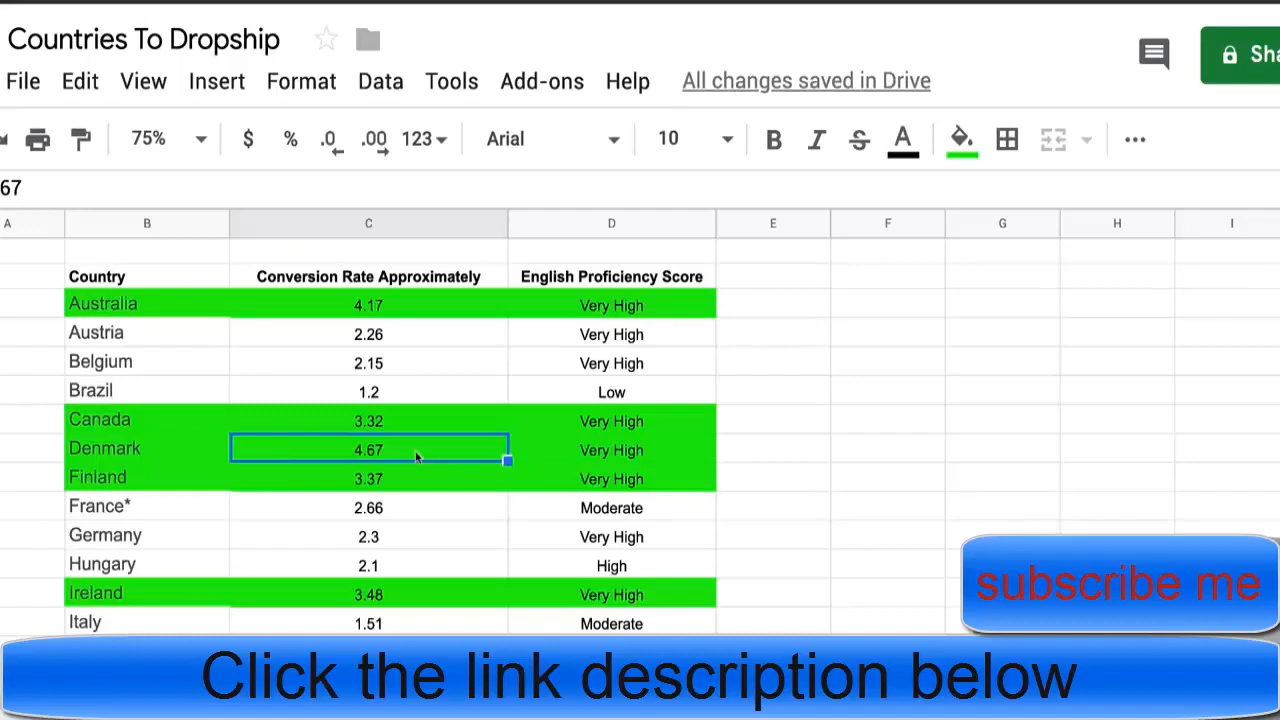 Countries To Dropship
File Edit View Insert Format Data Tools Add-ons Help All changes saved in Drive
75% $ % .0 .00 123 Arial 10 B I S A
67
A B C D E F G H I
Country Conversion Rate Approximately English Proficiency Score
Australia 4.17 Very High
Austria 2.26 Very High
Belgium 2.15 Very High
Brazil 1.2 Low
Canada 3.32 Very High
Denmark 4.67 Very High
Finland 3.37 Very High
France* 2.66 Moderate
Germany 2.3 Very High
Hungary 2.1 High
Ireland 3.48 Very High
Italy 1.51 Moderate
subscribe me
Click the link description below